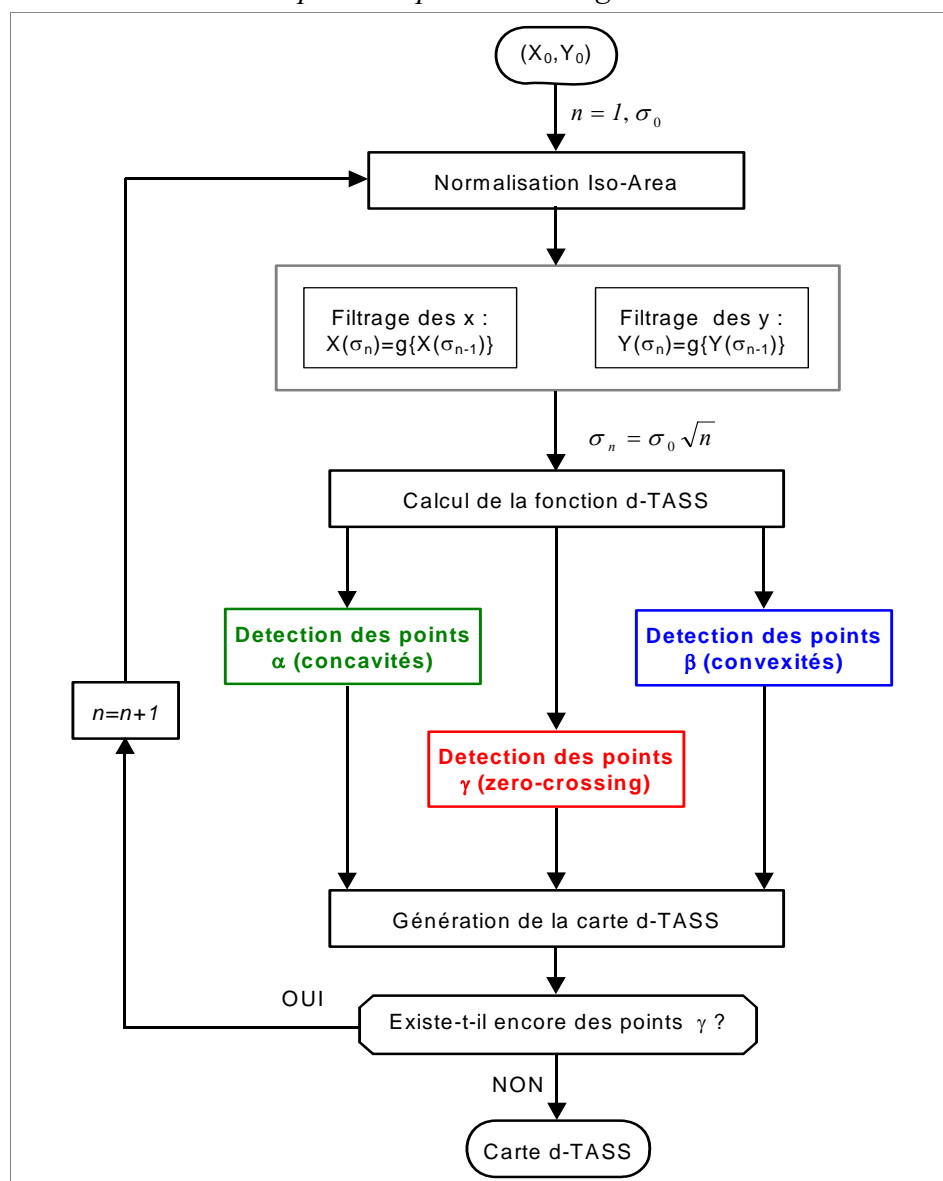 (X₀,Y₀)
n = 1, σ₀
Normalisation Iso-Area
Filtrage des x :
X(σₙ)=g{X(σₙ₋₁)}
Filtrage des y :
Y(σₙ)=g{Y(σₙ₋₁)}
σₙ = σ₀ √n
Calcul de la fonction d-TASS
Detection des points
α (concavités)
Detection des points
β (convexités)
n=n+1
Detection des points
γ (zero-crossing)
Génération de la carte d-TASS
OUI
Existe-t-il encore des points γ ?
NON
Carte d-TASS